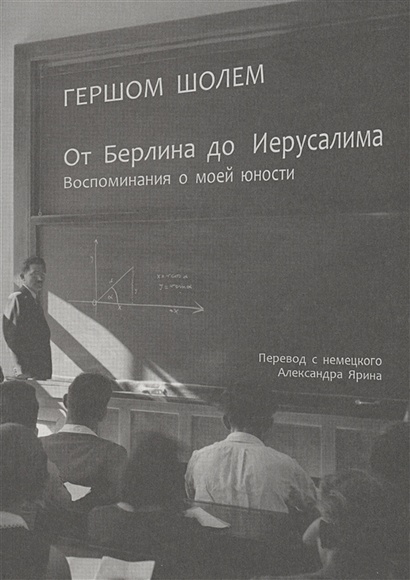 ГЕРШОМ ШОЛЕМ
От Берлина до Иерусалима
Воспоминания о моей юности
Перевод с немецкого
Александра Ярина